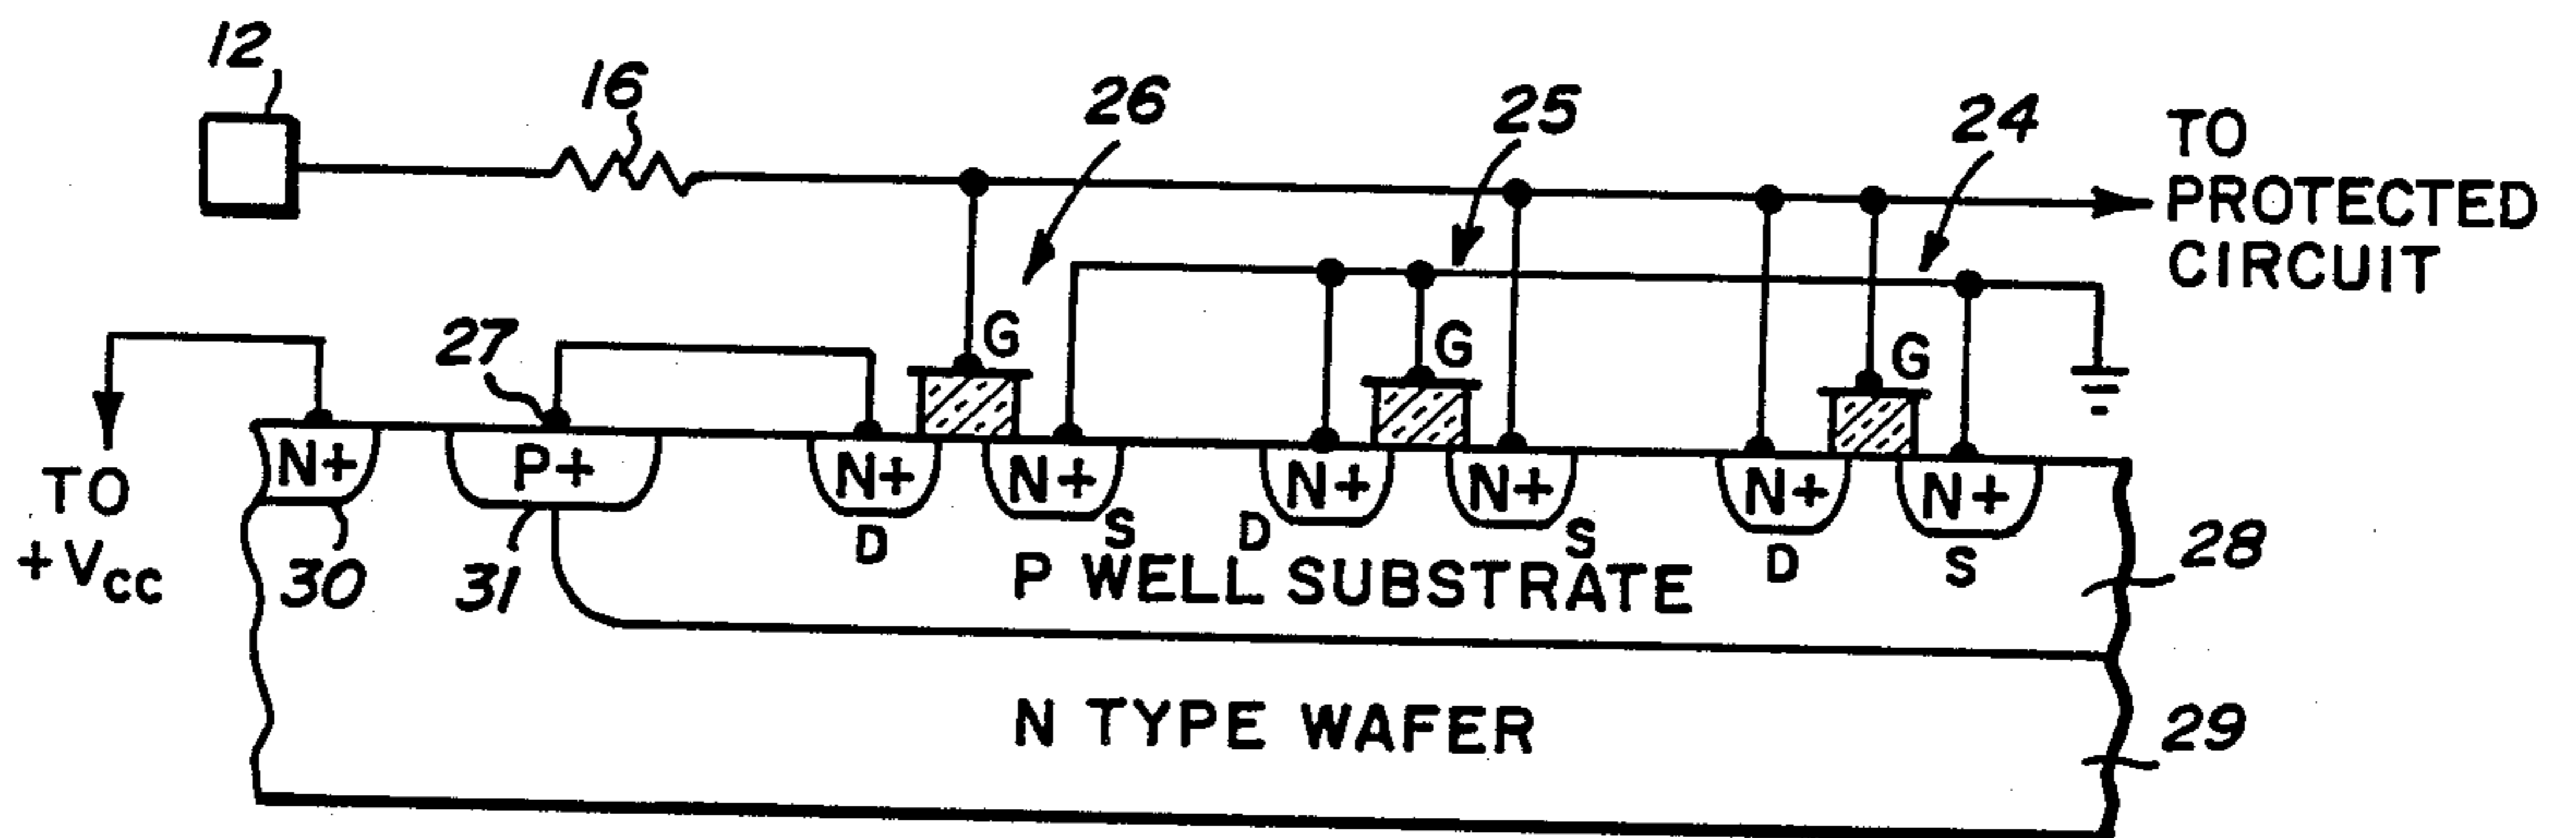 12
16
26
25
24
TO
PROTECTED
CIRCUIT
27
G
G
G
TO
+VCC
N+
P+
N+
N+
N+
N+
N+
N+
30
31
D
S
D
S
D
S
P WELL SUBSTRATE
28
N TYPE WAFER
29